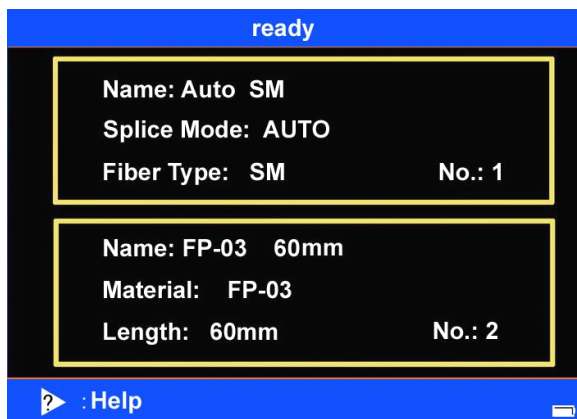 ready
Name: Auto SM
Splice Mode: AUTO
Fiber Type: SM No.: 1
Name: FP-03 60mm
Material: FP-03
Length: 60mm No.: 2
? : Help